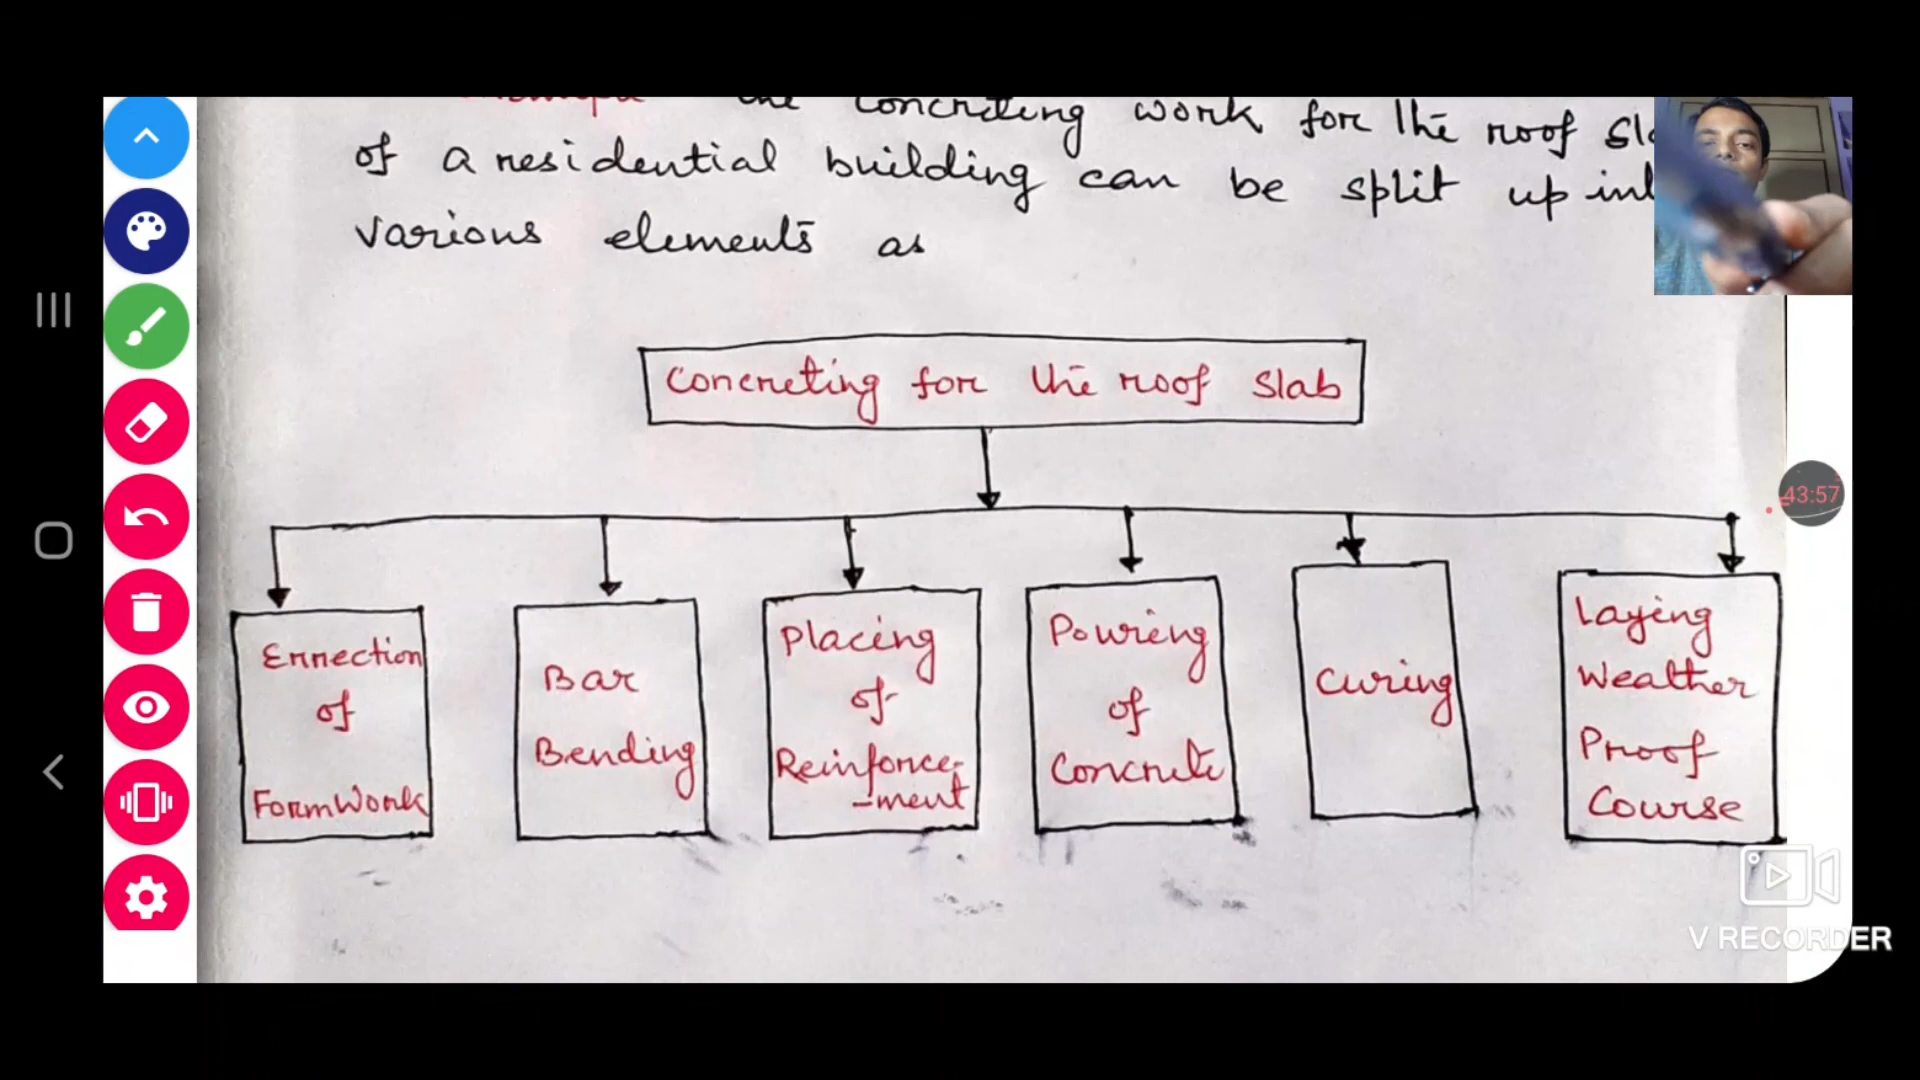 the concreting work for the roof
of a residential building can be split up
various elements as
Concreting for the roof slab
Errection
of
Formwork
Bar
Bending
Placing
of
Reinforce-
-ment
Pouring
of
Concrete
Curing
Laying
Weather
Proof
Course
43:57
V RECORDER